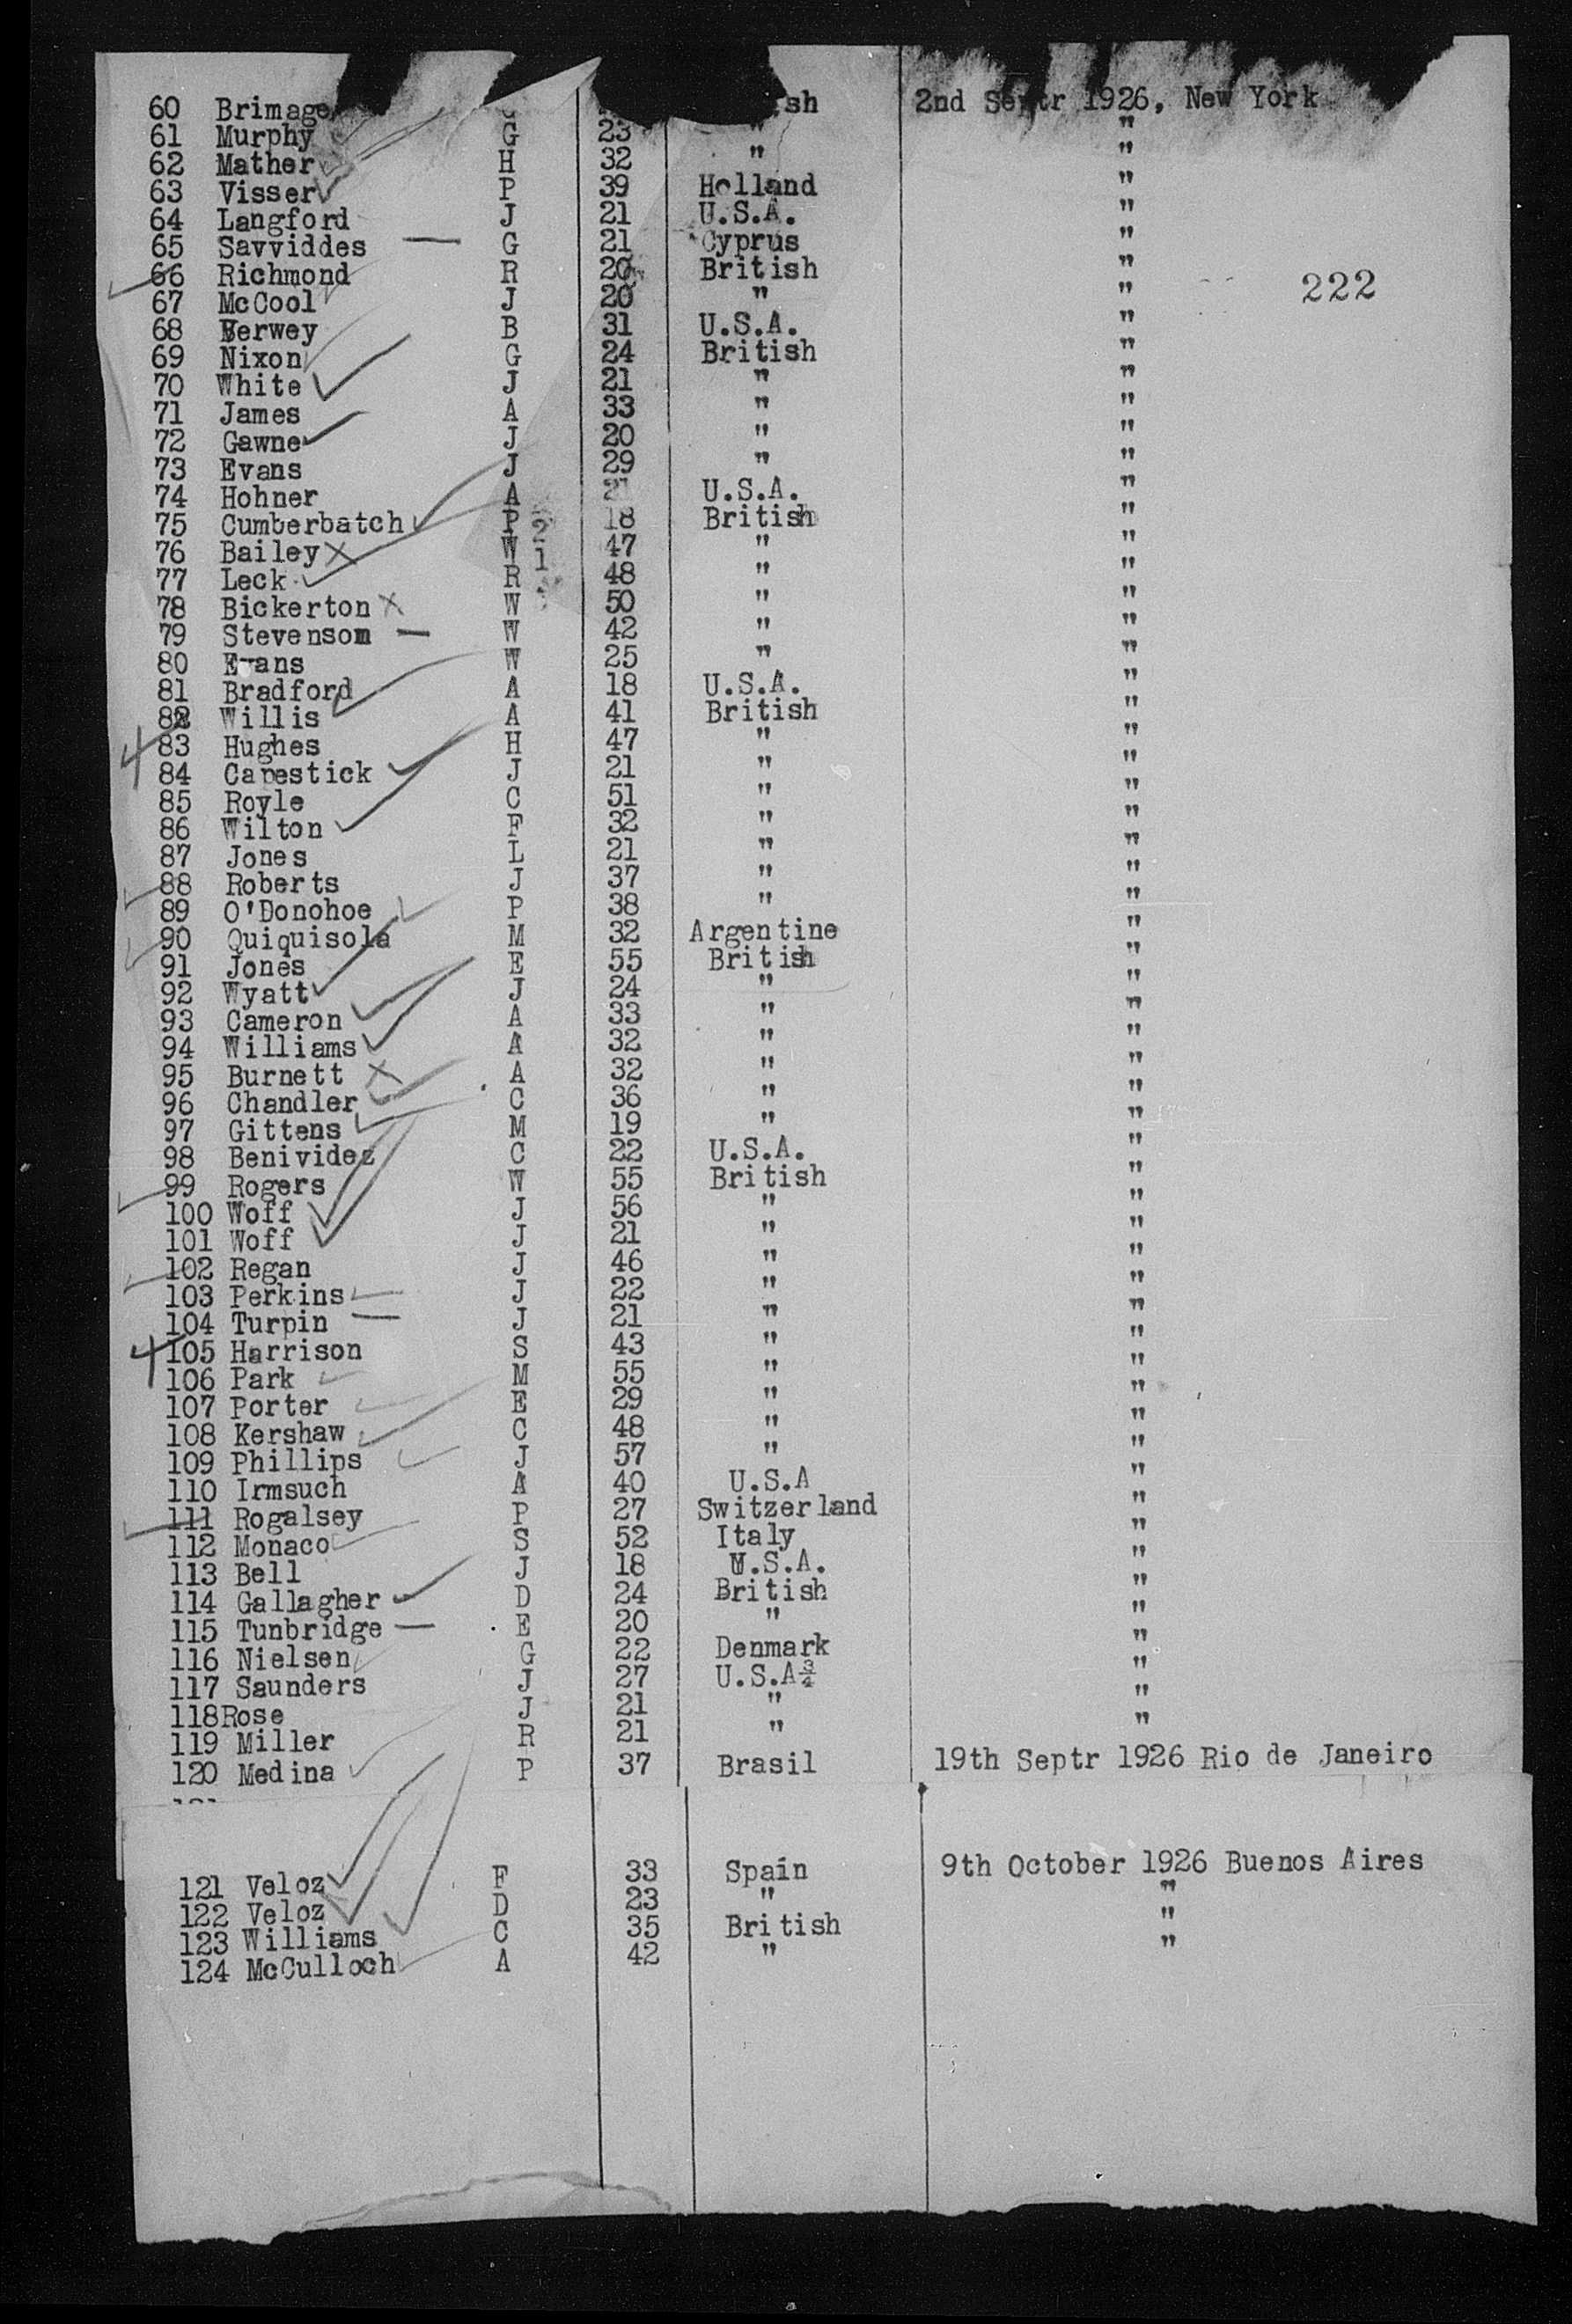 60 Brimage sh 2nd Septr 1926, New York
61 Murphy G 23 "
62 Mather H 32 " "
63 Visser P 39 Holland "
64 Langford J 21 U.S.A. "
65 Savviddes G 21 Cyprus "
66 Richmond R 20 British "
67 McCool J 20 " " 222
68 Verwey B 31 U.S.A. "
69 Nixon G 24 British "
70 White J 21 " "
71 James A 33 " "
72 Gawne J 20 " "
73 Evans J 29 " "
74 Hohner A 21 U.S.A. "
75 Cumberbatch P 18 British "
76 Bailey W 47 " "
77 Leck R 48 " "
78 Bickerton W 50 " "
79 Stevenson W 42 " "
80 Evans W 25 " "
81 Bradford A 18 U.S.A. "
82 Willis A 41 British "
83 Hughes H 47 " "
84 Capestick J 21 " "
85 Royle C 51 " "
86 Wilton F 32 " "
87 Jones L 21 " "
88 Roberts J 37 " "
89 O'Donohoe P 38 " "
90 Quiquisola M 32 Argentine "
91 Jones E 55 British "
92 Wyatt J 24 " "
93 Cameron A 33 " "
94 Williams A 32 " "
95 Burnett A 32 " "
96 Chandler C 36 " "
97 Gittens M 19 " "
98 Benividez C 22 U.S.A. "
99 Rogers W 55 British "
100 Woff J 56 " "
101 Woff J 21 " "
102 Regan J 46 " "
103 Perkins J 22 " "
104 Turpin J 21 " "
105 Harrison S 43 " "
106 Park M 55 " "
107 Porter E 29 " "
108 Kershaw C 48 " "
109 Phillips J 57 " "
110 Irmsuch A 40 U.S.A "
111 Rogalsey P 27 Switzerland "
112 Monaco S 52 Italy "
113 Bell J 18 U.S.A. "
114 Gallagher D 24 British "
115 Tunbridge E 20 " "
116 Nielsen G 22 Denmark "
117 Saunders J 27 U.S.A¾ "
118Rose J 21 " "
119 Miller R 21 " "
120 Medina P 37 Brasil 19th Septr 1926 Rio de Janeiro
121 Veloz F 33 Spain 9th October 1926 Buenos Aires
122 Veloz D 23 " "
123 Williams C 35 British "
124 McCulloch A 42 " "